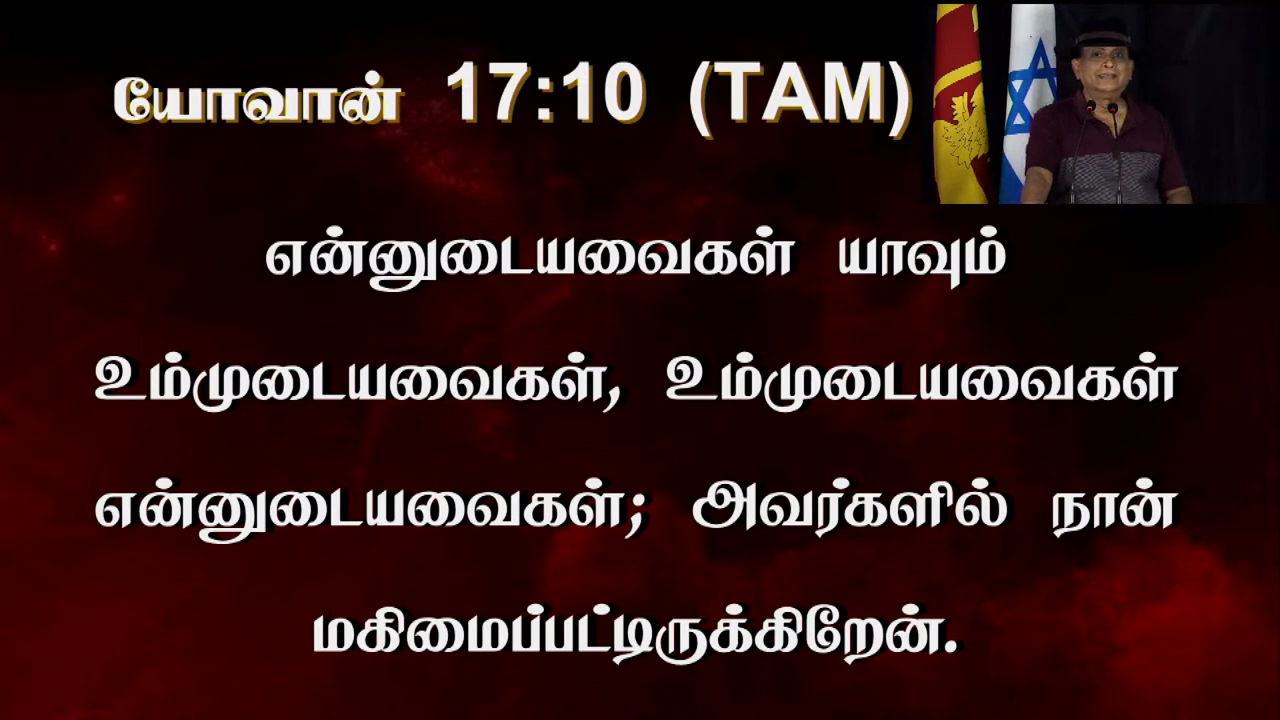 யோவான் 17:10 (TAM)
என்னுடையவைகள் யாவும்
உம்முடையவைகள், உம்முடையவைகள்
என்னுடையவைகள்; அவர்களில் நான்
மகிமைப்பட்டிருக்கிறேன்.